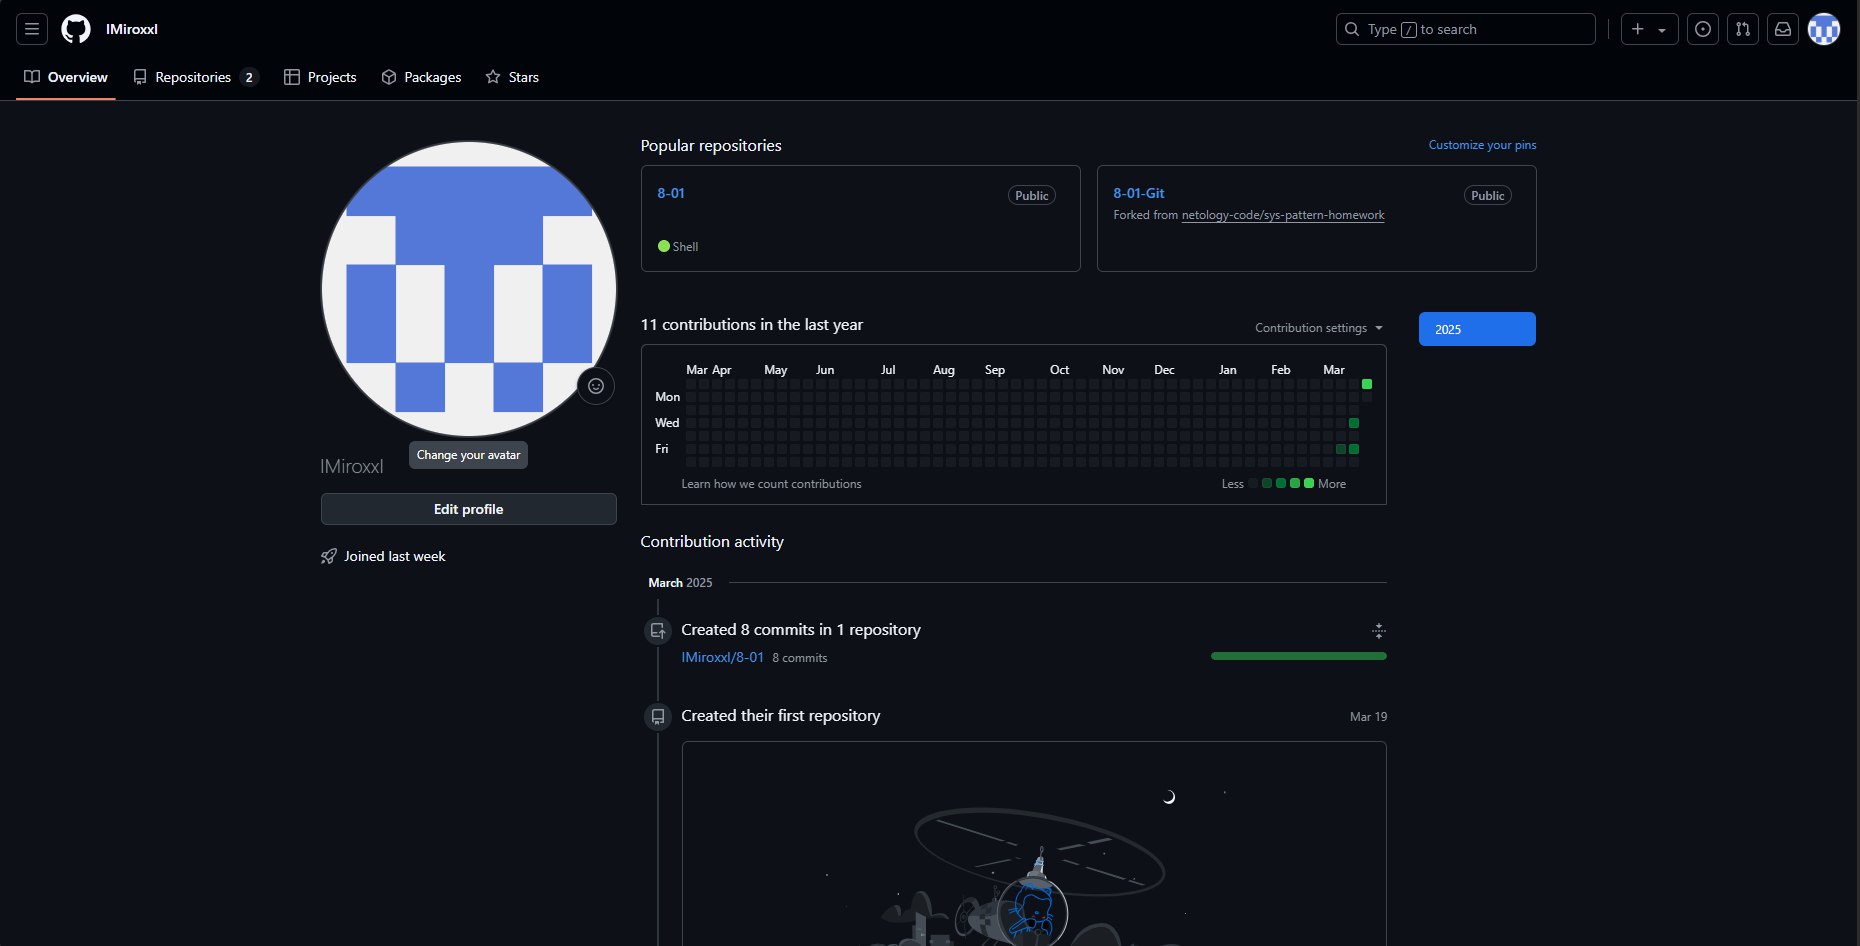 IMiroxxl
Type / to search
Overview
Repositories 2
Projects
Packages
Stars
Popular repositories
Customize your pins
8-01
Public
Shell
8-01-Git
Public
Forked from netology-code/sys-pattern-homework
11 contributions in the last year
Contribution settings
2025
Mar Apr May Jun Jul Aug Sep Oct Nov Dec Jan Feb Mar
Mon
Wed
Fri
Learn how we count contributions
Less More
Change your avatar
IMiroxxl
Edit profile
Joined last week
Contribution activity
March 2025
Created 8 commits in 1 repository
IMiroxxl/8-01 8 commits
Created their first repository
Mar 19